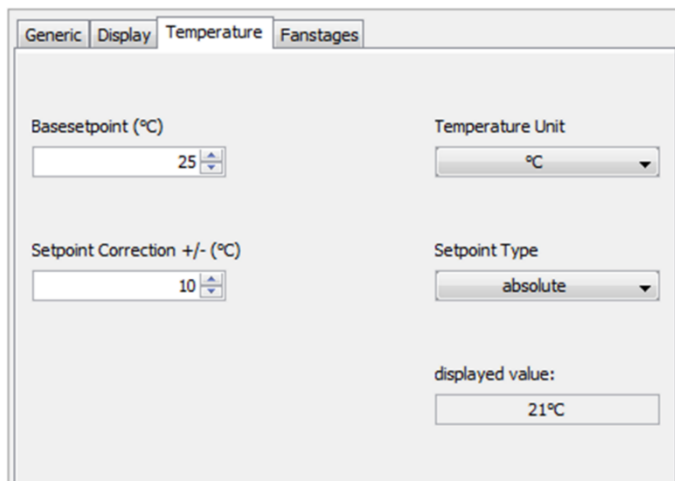 Generic Display Temperature Fanstages
Basesetpoint (°C)
Temperature Unit
25
°C
Setpoint Correction +/- (°C)
Setpoint Type
10
absolute
displayed value:
21°C